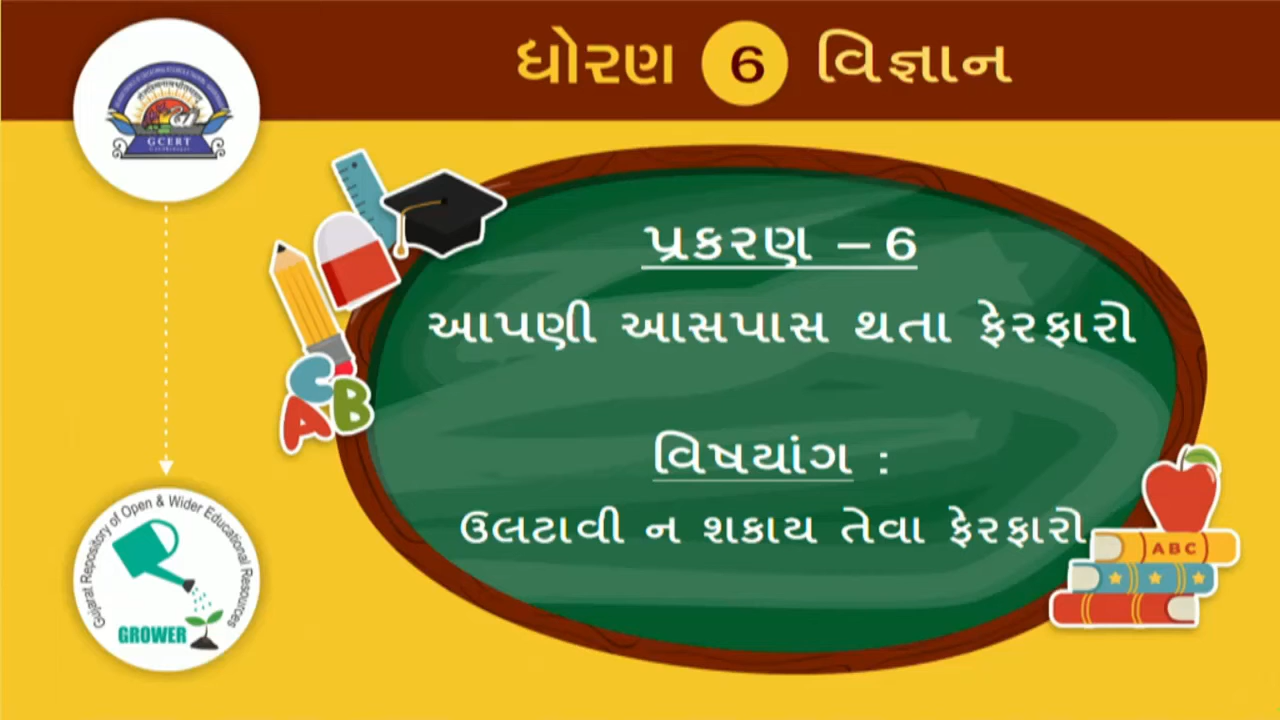 ધોરણ 6 વિજ્ઞાન
GCERT
પ્રકરણ – 6
આપણી આસપાસ થતા ફેરફારો
વિષયાંગ :
ઉલટાવી ન શકાય તેવા ફેરફારો
C
A B
ABC
Gujarat Repository of Open & Wider Educational Resources
GROWER